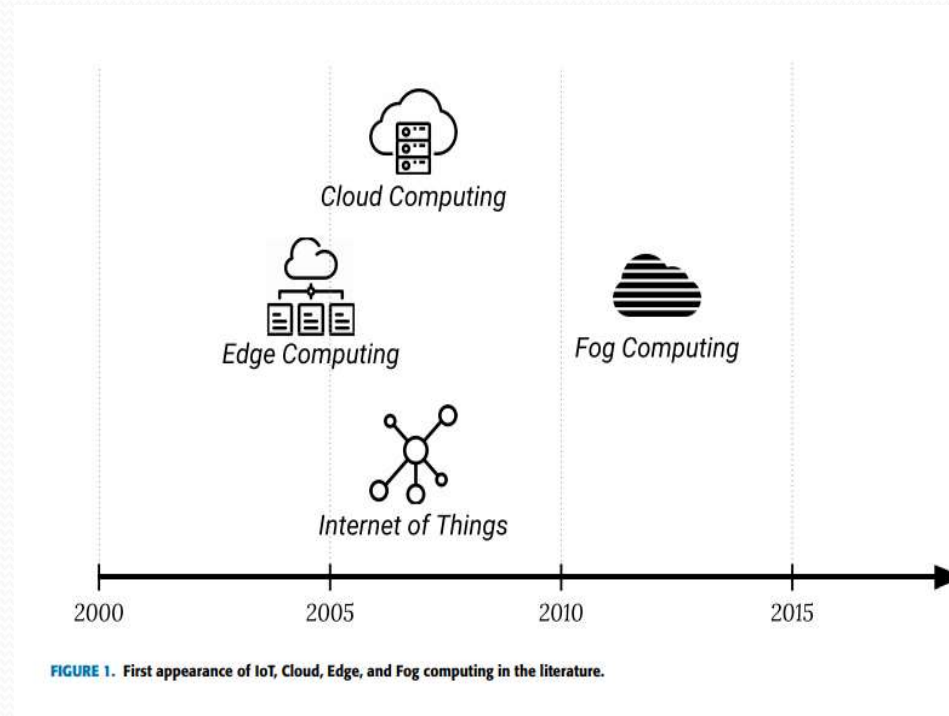 Cloud Computing
Edge Computing
Fog Computing
Internet of Things
2000 2005 2010 2015
FIGURE 1. First appearance of IoT, Cloud, Edge, and Fog computing in the literature.